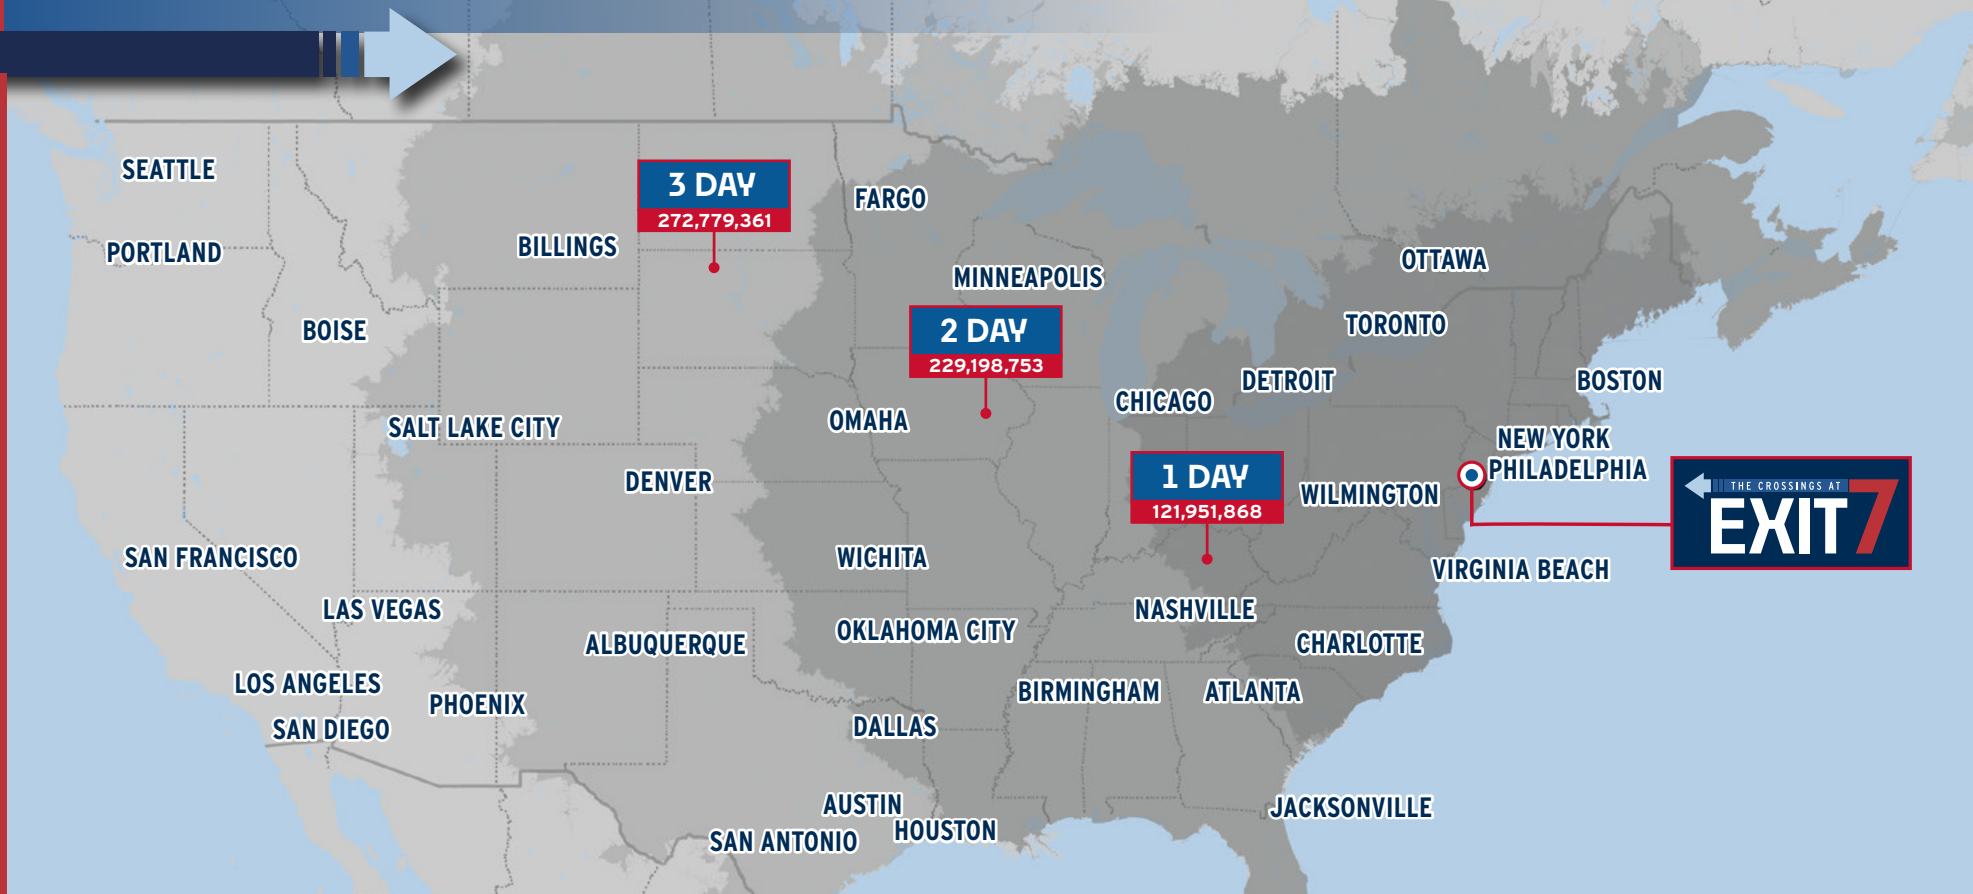 SEATTLE
3 DAY
272,779,361
FARGO
PORTLAND
BILLINGS
OTTAWA
MINNEAPOLIS
BOISE
2 DAY
229,198,753
TORONTO
DETROIT
BOSTON
CHICAGO
OMAHA
SALT LAKE CITY
NEW YORK
PHILADELPHIA
DENVER
1 DAY
121,951,868
WILMINGTON
THE CROSSINGS AT
EXIT 7
SAN FRANCISCO
WICHITA
VIRGINIA BEACH
LAS VEGAS
NASHVILLE
OKLAHOMA CITY
ALBUQUERQUE
CHARLOTTE
LOS ANGELES
BIRMINGHAM
ATLANTA
PHOENIX
SAN DIEGO
DALLAS
AUSTIN
JACKSONVILLE
HOUSTON
SAN ANTONIO